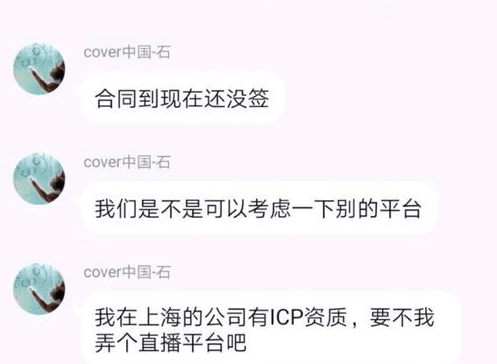 cover中国-石
合同到现在还没签
cover中国-石
我们是不是可以考虑一下别的平台
cover中国-石
我在上海的公司有ICP资质，要不我
弄个直播平台吧